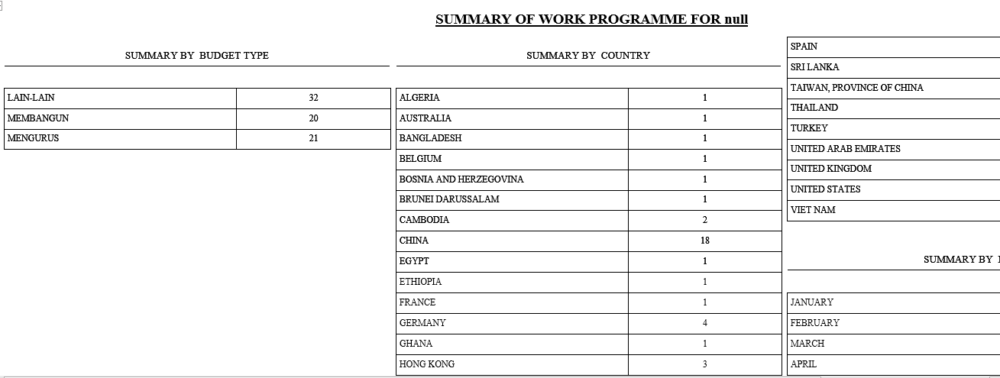 SUMMARY OF WORK PROGRAMME FOR null
SUMMARY BY BUDGET TYPE
LAIN-LAIN 32
MEMBANGUN 20
MENGURUS 21
SUMMARY BY COUNTRY
ALGERIA 1
AUSTRALIA 1
BANGLADESH 1
BELGIUM 1
BOSNIA AND HERZEGOVINA 1
BRUNEI DARUSSALAM 1
CAMBODIA 2
CHINA 18
EGYPT 1
ETHIOPIA 1
FRANCE 1
GERMANY 4
GHANA 1
HONG KONG 3
SPAIN
SRI LANKA
TAIWAN, PROVINCE OF CHINA
THAILAND
TURKEY
UNITED ARAB EMIRATES
UNITED KINGDOM
UNITED STATES
VIET NAM
SUMMARY BY
JANUARY
FEBRUARY
MARCH
APRIL